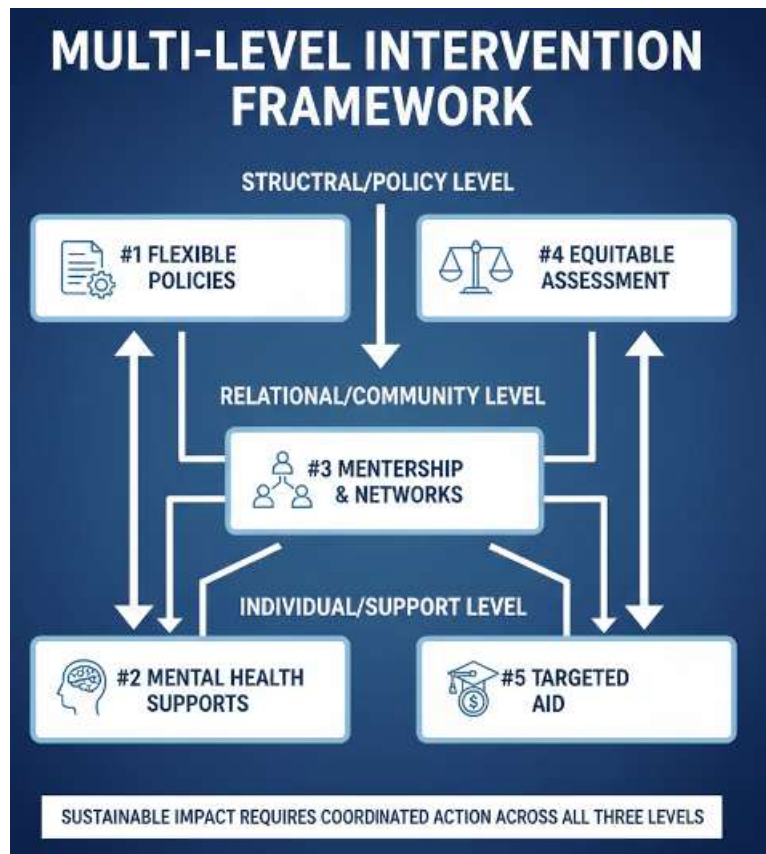 MULTI-LEVEL INTERVENTION
FRAMEWORK
STRUCTRAL/POLICY LEVEL
#1 FLEXIBLE
POLICIES
#4 EQUITABLE
ASSESSMENT
RELATIONAL/COMMUNITY LEVEL
#3 MENTERSHIP
& NETWORKS
INDIVIDUAL/SUPPORT LEVEL
#2 MENTAL HEALTH
SUPPORTS
#5 TARGETED
AID
$
SUSTAINABLE IMPACT REQUIRES COORDINATED ACTION ACROSS ALL THREE LEVELS